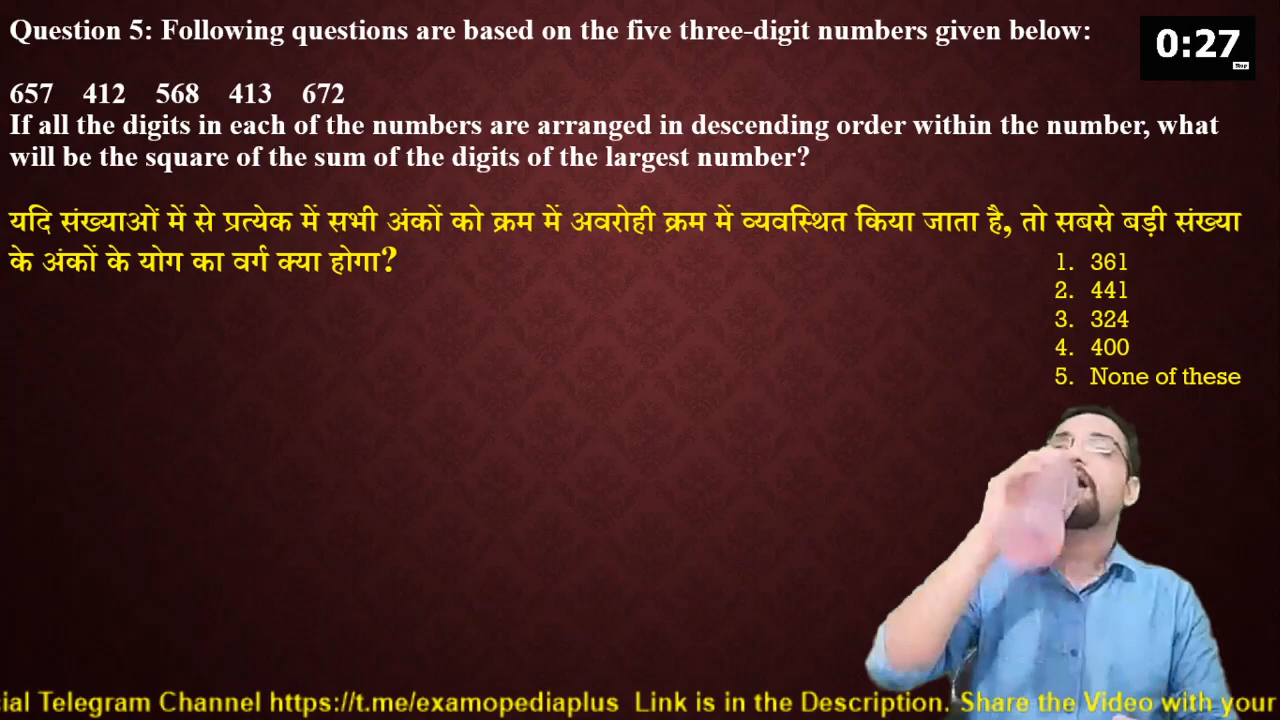 Question 5: Following questions are based on the five three-digit numbers given below:
0:27
Stop
657 412 568 413 672
If all the digits in each of the numbers are arranged in descending order within the number, what
will be the square of the sum of the digits of the largest number?
यदि संख्याओं में से प्रत्येक में सभी अंकों को क्रम में अवरोही क्रम में व्यवस्थित किया जाता है, तो सबसे बड़ी संख्या
के अंकों के योग का वर्ग क्या होगा?
1. 361
2. 441
3. 324
4. 400
5. None of these
cial Telegram Channel https://t.me/examopediaplus Link is in the Description. Share the Video with your